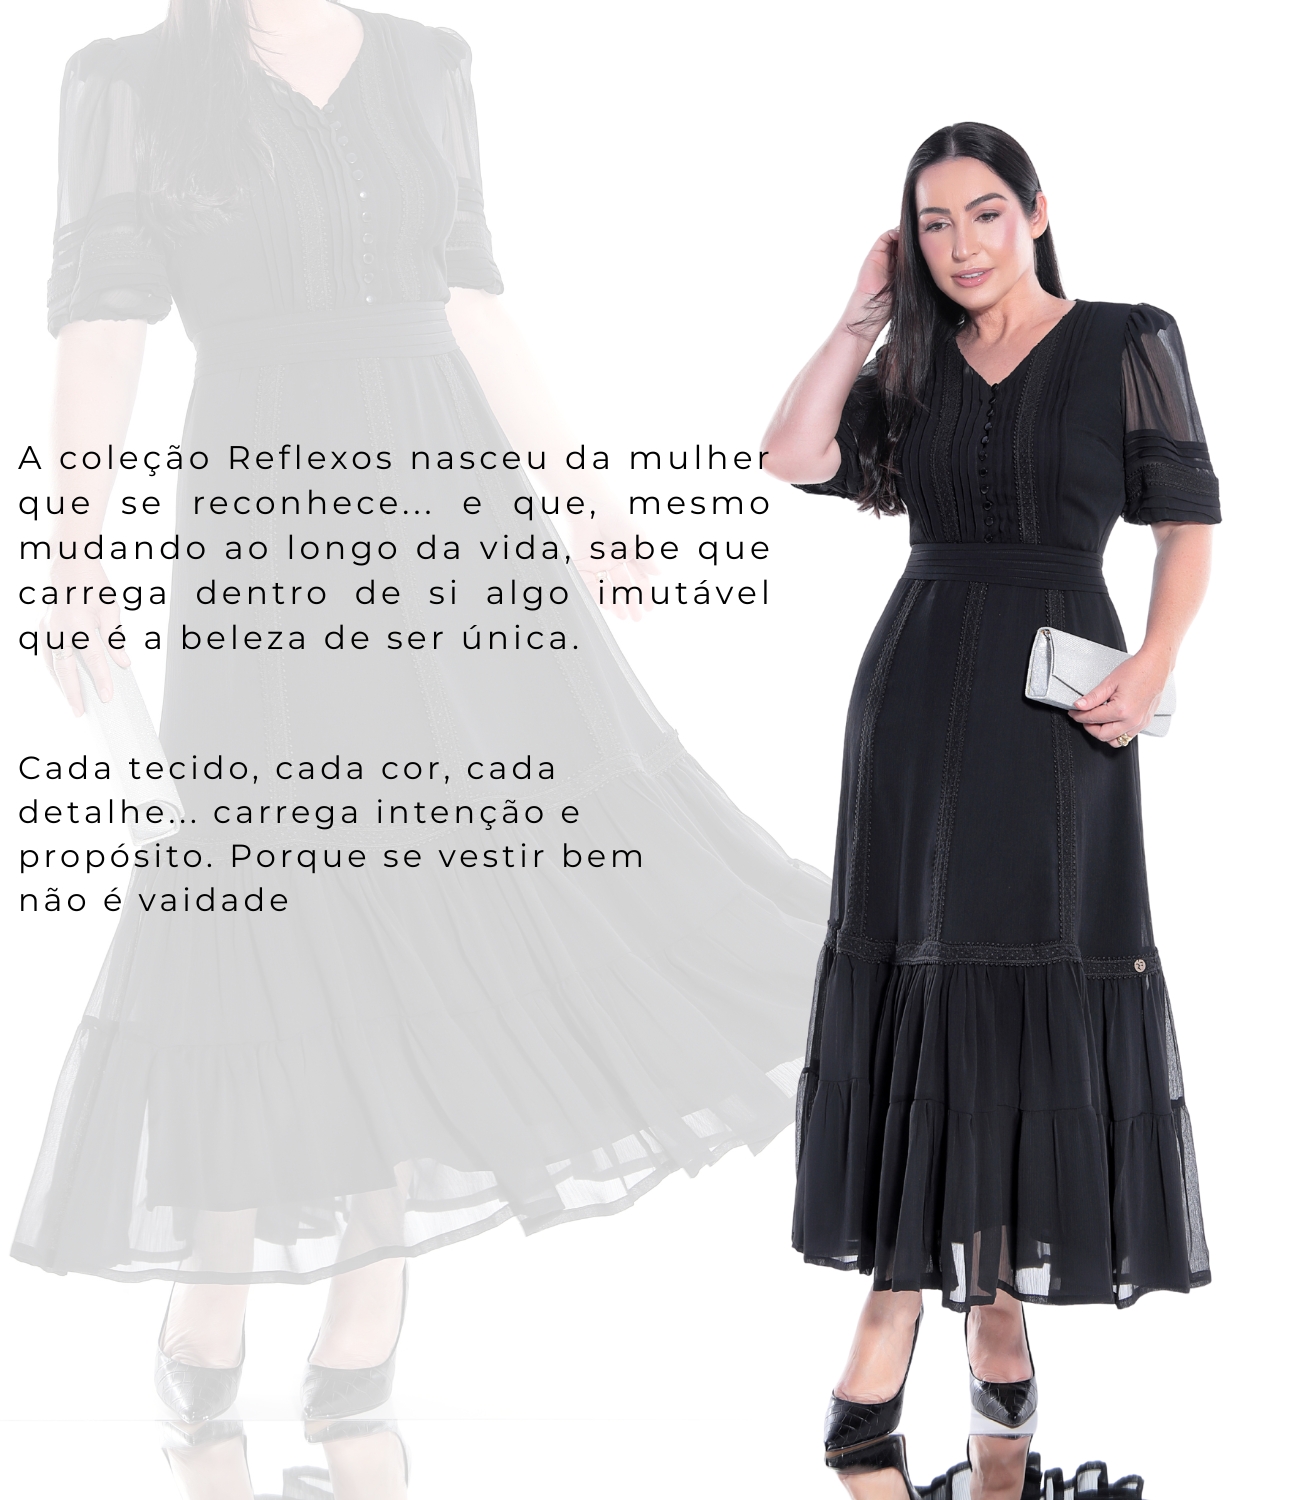 A coleção Reflexos nasceu da mulher
que se reconhece... e que, mesmo
mudando ao longo da vida, sabe que
carrega dentro de si algo imutável
que é a beleza de ser única.
Cada tecido, cada cor, cada
detalhe... carrega intenção e
propósito. Porque se vestir bem
não é vaidade